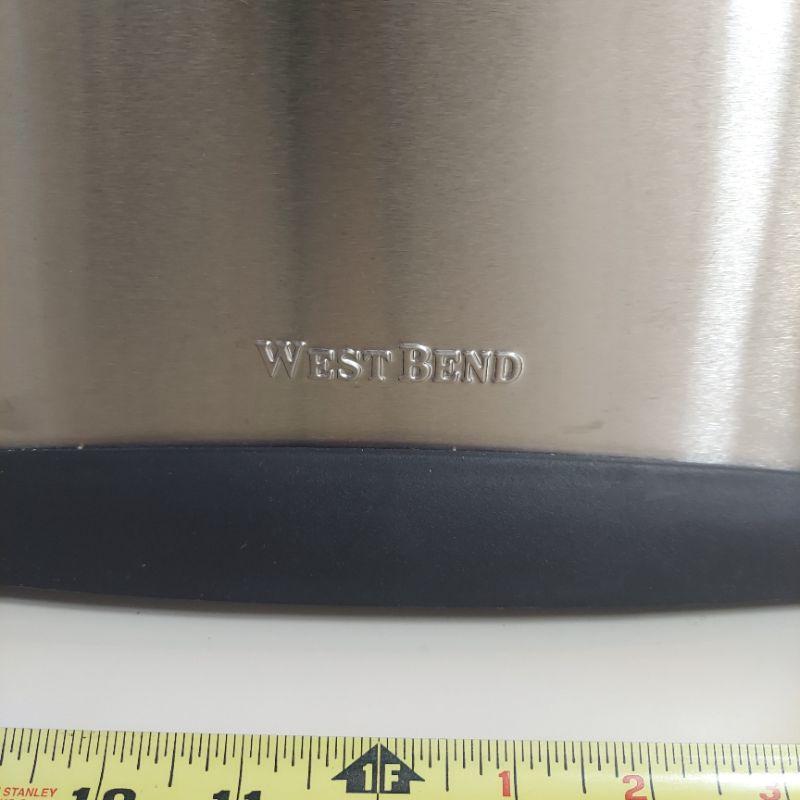 WEST BEND
STANLEY 10 11 1F 1 2 3